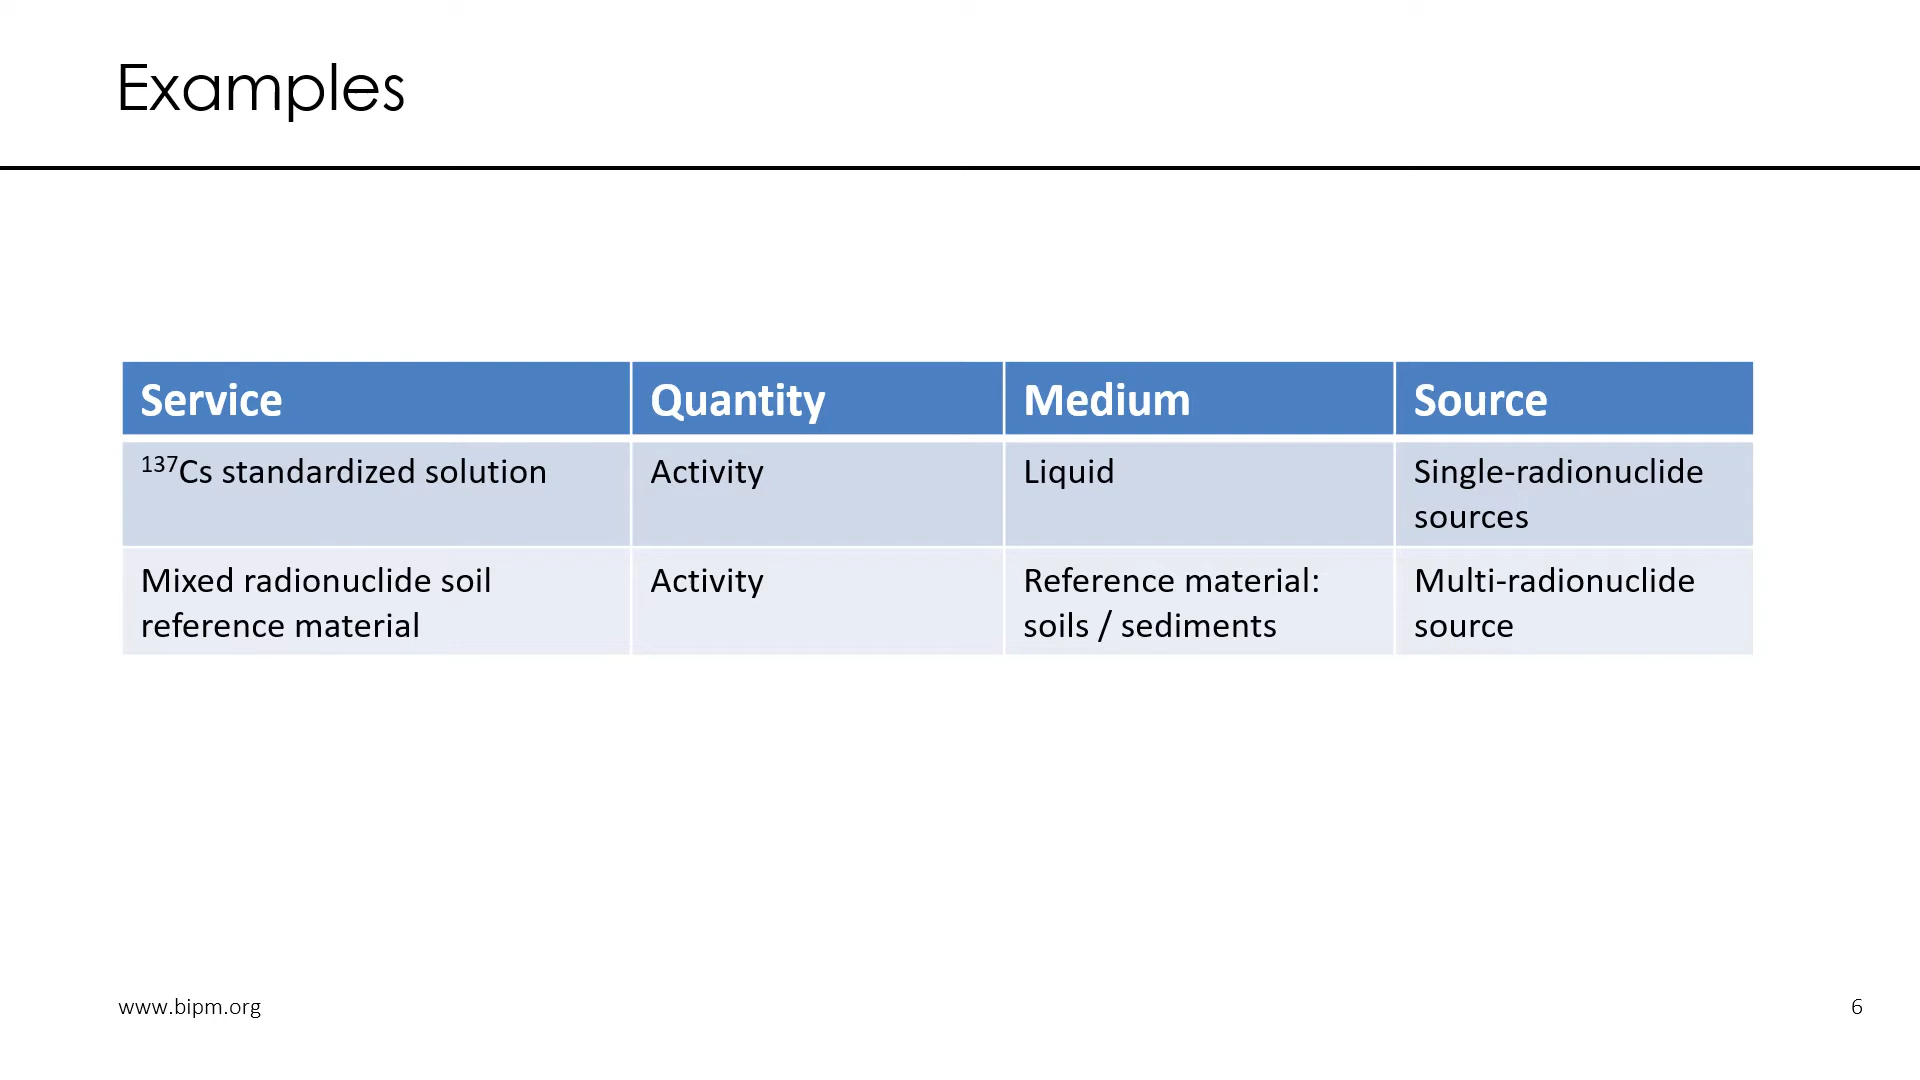 Examples
Service Quantity Medium Source
¹³⁷Cs standardized solution Activity Liquid Single-radionuclide
sources
Mixed radionuclide soil Activity Reference material: Multi-radionuclide
reference material soils / sediments source
www.bipm.org 6